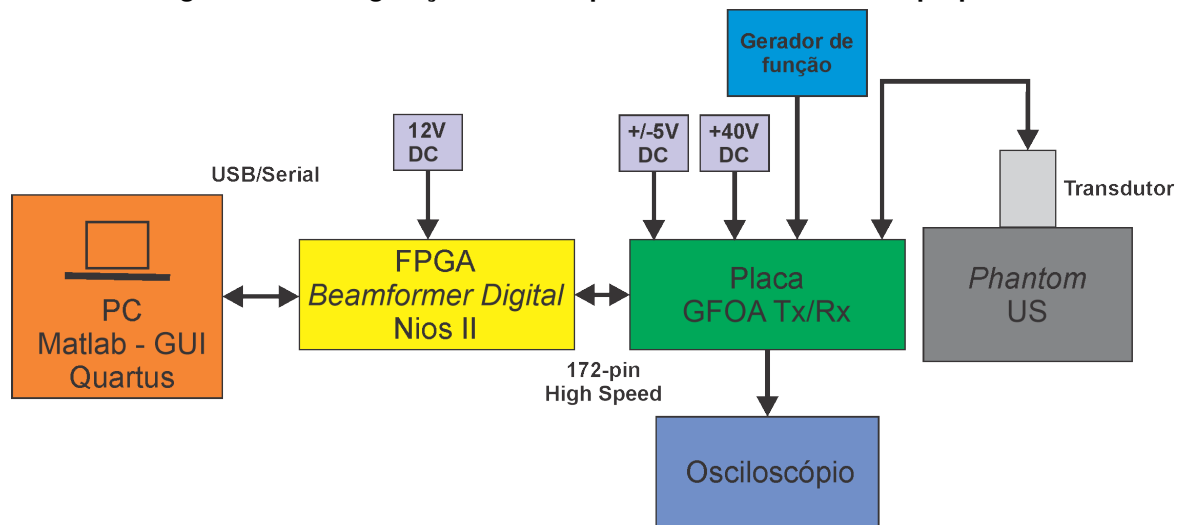 Gerador de
função
12V
DC
+/-5V
DC
+40V
DC
USB/Serial
Transdutor
PC
Matlab - GUI
Quartus
FPGA
Beamformer Digital
Nios II
Placa
GFOA Tx/Rx
Phantom
US
172-pin
High Speed
Osciloscópio